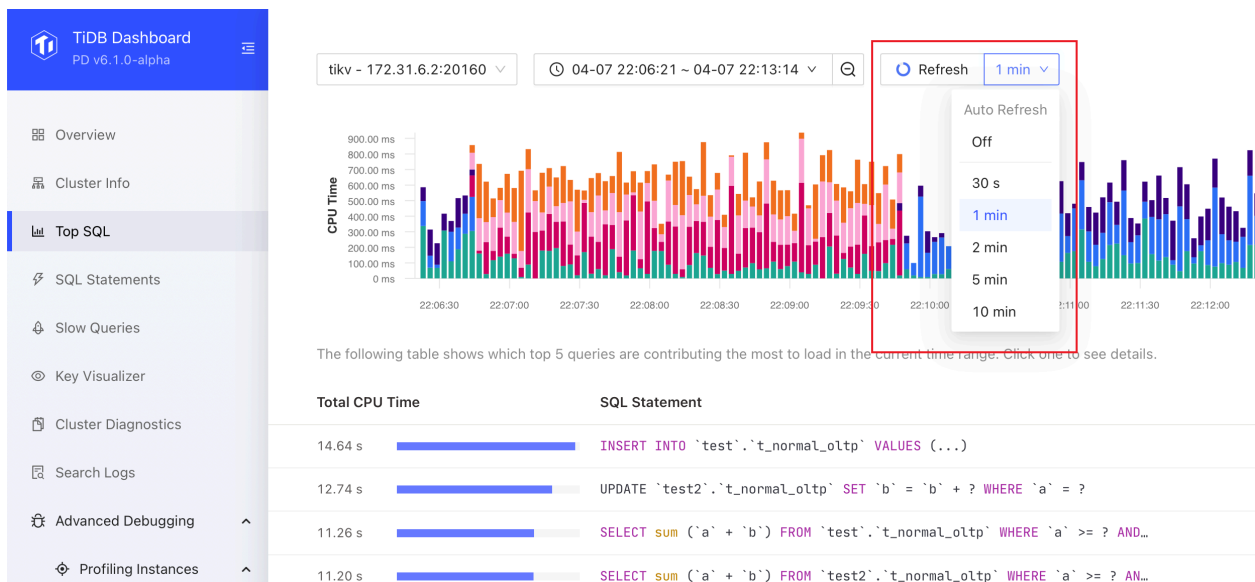 TiDB Dashboard
PD v6.1.0-alpha
Overview
Cluster Info
Top SQL
SQL Statements
Slow Queries
Key Visualizer
Cluster Diagnostics
Search Logs
Advanced Debugging
Profiling Instances
tikv - 172.31.6.2:20160
04-07 22:06:21 ~ 04-07 22:13:14
Refresh
1 min
Auto Refresh
Off
30 s
1 min
2 min
5 min
10 min
CPU Time
900.00 ms
800.00 ms
700.00 ms
600.00 ms
500.00 ms
400.00 ms
300.00 ms
200.00 ms
100.00 ms
0 ms
22:06:30 22:07:00 22:07:30 22:08:00 22:08:30 22:09:00 22:09:30 22:10:00 :11:00 22:11:30 22:12:00
The following table shows which top 5 queries are contributing the most to load in the current time range. Click one to see details.
Total CPU Time SQL Statement
14.64 s INSERT INTO `test`.`t_normal_oltp` VALUES (...)
12.74 s UPDATE `test2`.`t_normal_oltp` SET `b` = `b` + ? WHERE `a` = ?
11.26 s SELECT sum (`a` + `b`) FROM `test`.`t_normal_oltp` WHERE `a` >= ? AND…
11.20 s SELECT sum (`a` + `b`) FROM `test2`.`t_normal_oltp` WHERE `a` >= ? AN…